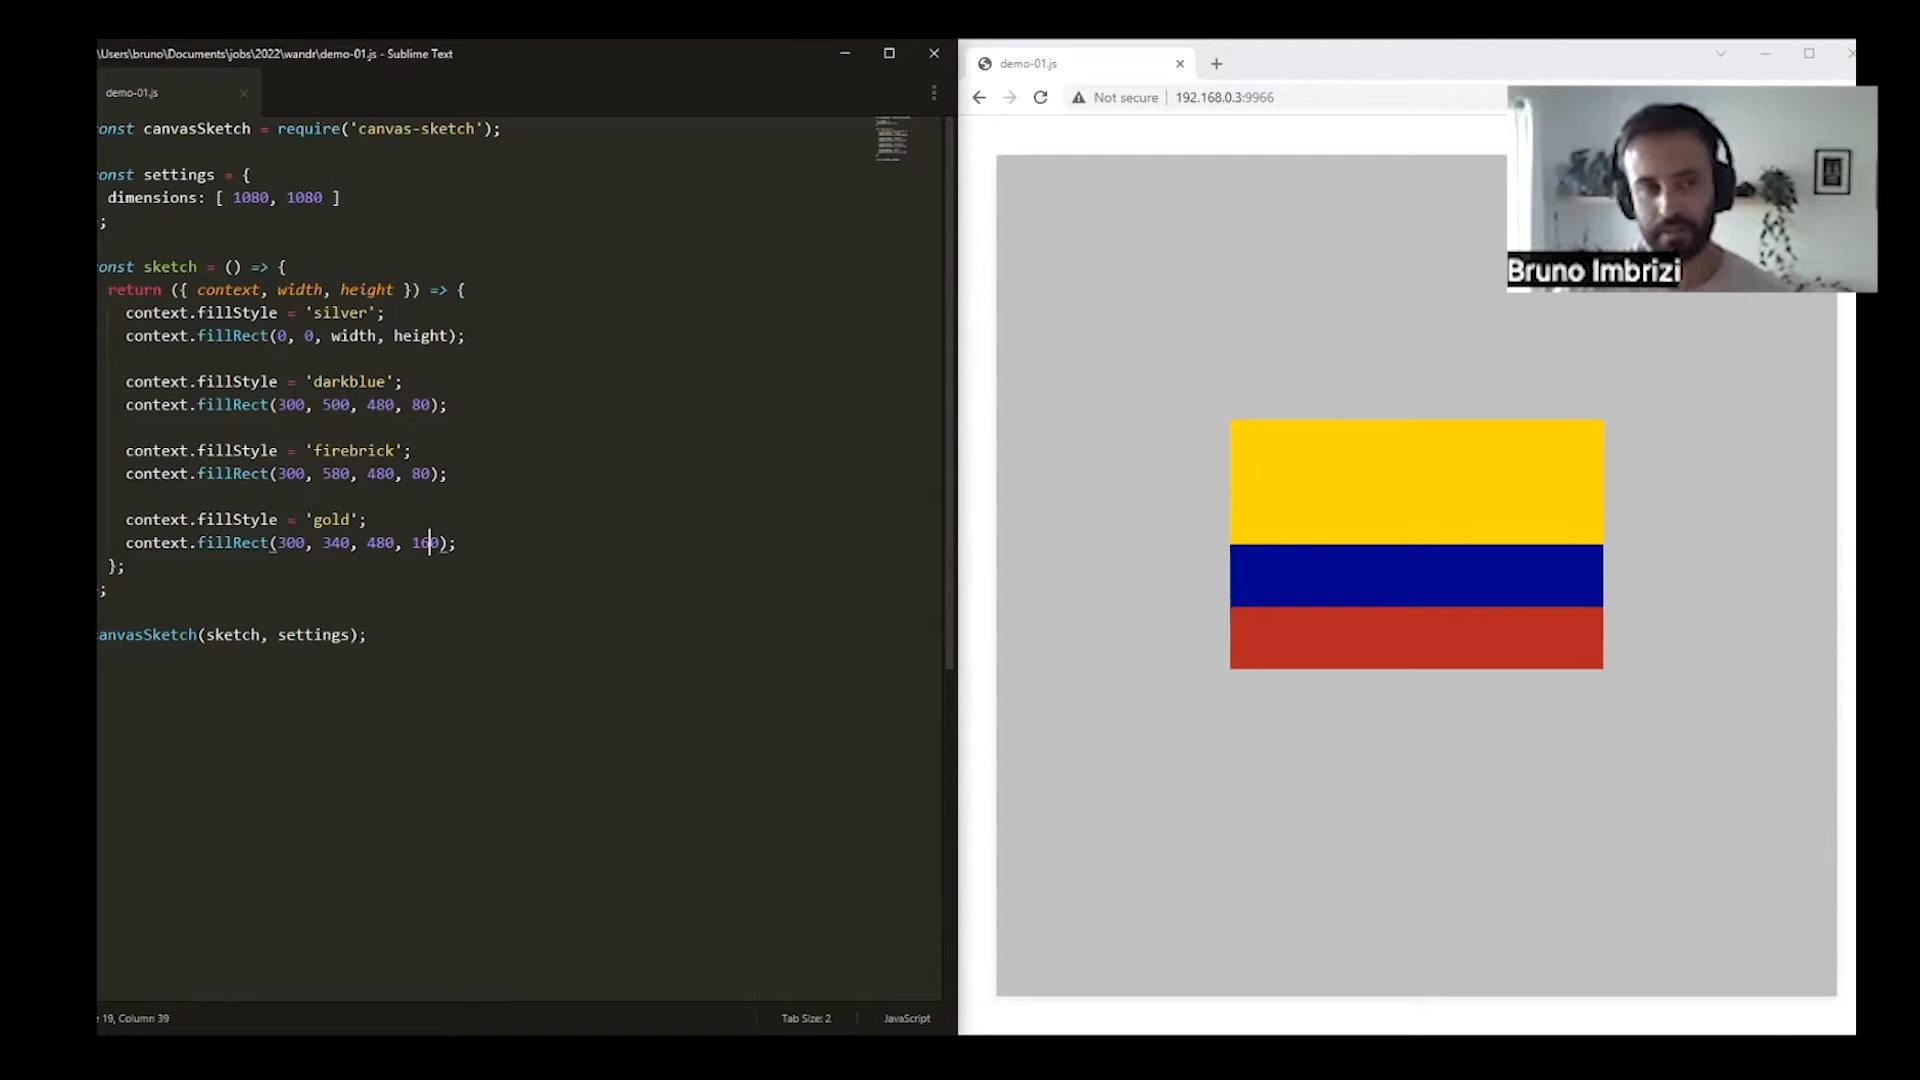 \Users\bruno\Documents\jobs\2022\wandr\demo-01.js - Sublime Text
demo-01.js
onst canvasSketch = require('canvas-sketch');
onst settings = {
dimensions: [ 1080, 1080 ]
;
onst sketch = () => {
return ({ context, width, height }) => {
context.fillStyle = 'silver';
context.fillRect(0, 0, width, height);
context.fillStyle = 'darkblue';
context.fillRect(300, 500, 480, 80);
context.fillStyle = 'firebrick';
context.fillRect(300, 580, 480, 80);
context.fillStyle = 'gold';
context.fillRect(300, 340, 480, 160);
};
;
anvasSketch(sketch, settings);
19, Column 39
Tab Size: 2
JavaScript
demo-01.js
Not secure
192.168.0.3:9966
Bruno Imbrizi